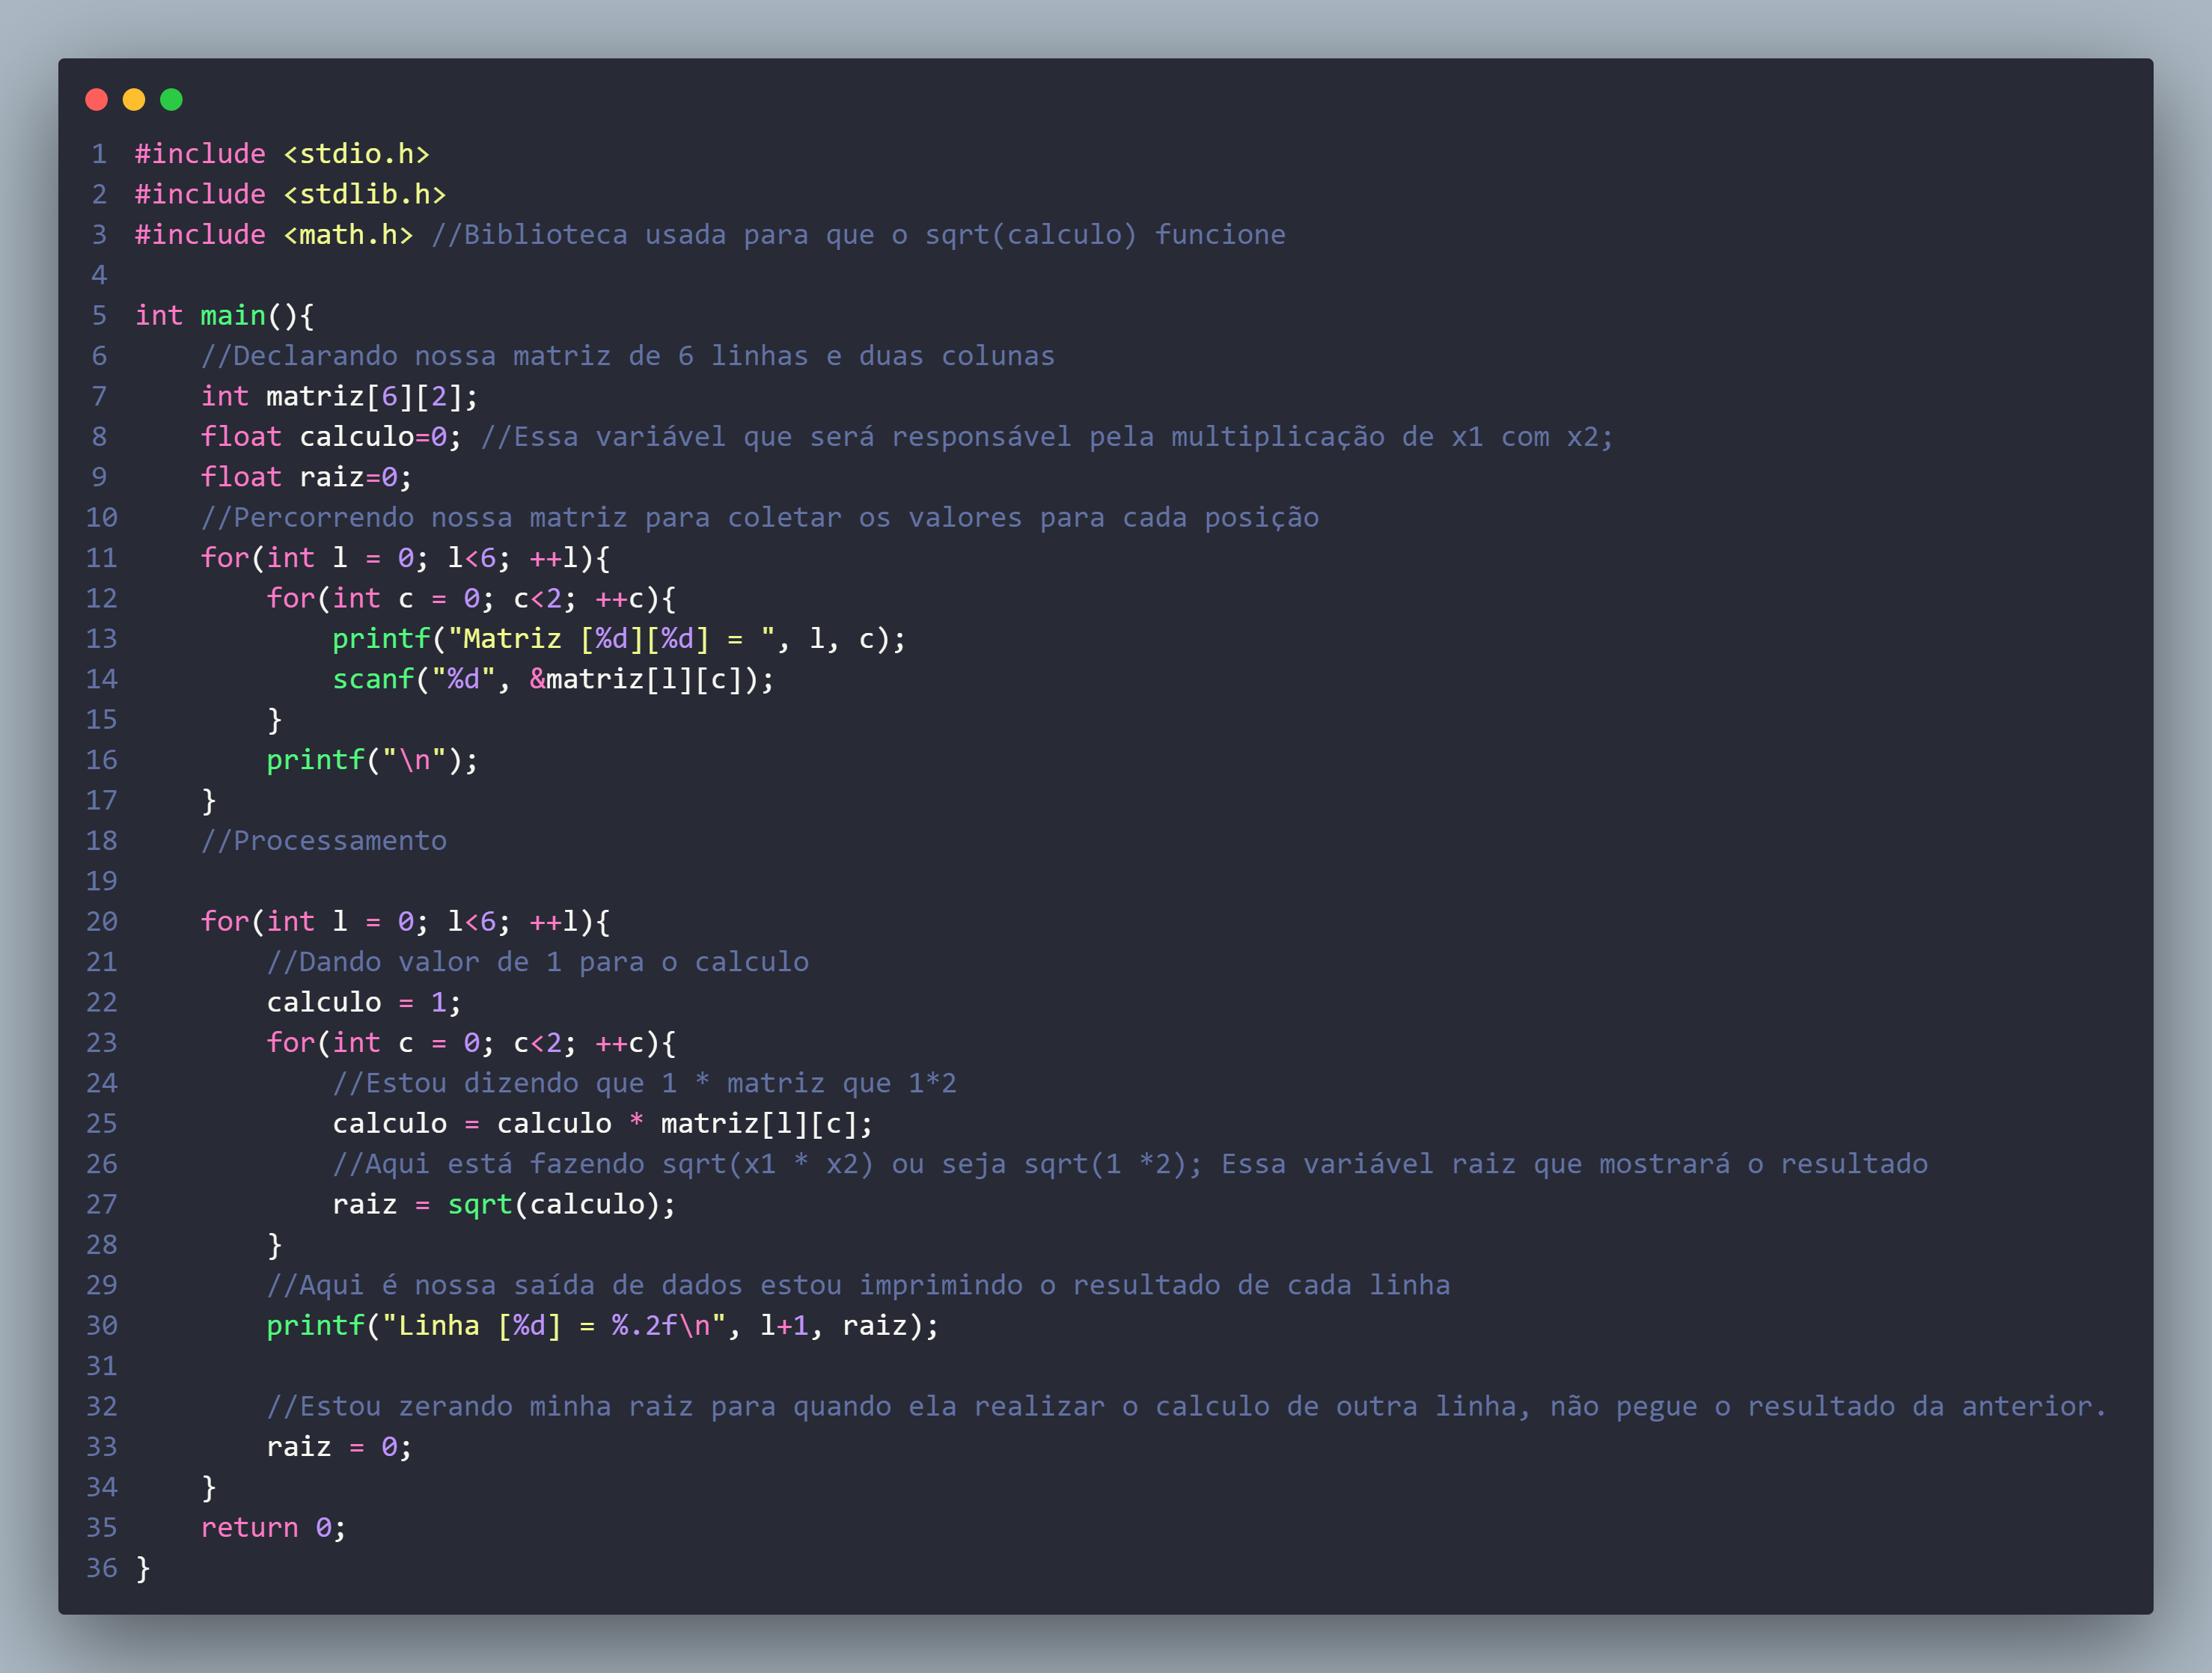 1 #include <stdio.h>
2 #include <stdlib.h>
3 #include <math.h> //Biblioteca usada para que o sqrt(calculo) funcione
4
5 int main(){
6     //Declarando nossa matriz de 6 linhas e duas colunas
7     int matriz[6][2];
8     float calculo=0; //Essa variável que será responsável pela multiplicação de x1 com x2;
9     float raiz=0;
10     //Percorrendo nossa matriz para coletar os valores para cada posição
11     for(int l = 0; l<6; ++l){
12         for(int c = 0; c<2; ++c){
13             printf("Matriz [%d][%d] = ", l, c);
14             scanf("%d", &matriz[l][c]);
15         }
16         printf("\n");
17     }
18     //Processamento
19
20     for(int l = 0; l<6; ++l){
21         //Dando valor de 1 para o calculo
22         calculo = 1;
23         for(int c = 0; c<2; ++c){
24             //Estou dizendo que 1 * matriz que 1*2
25             calculo = calculo * matriz[l][c];
26             //Aqui está fazendo sqrt(x1 * x2) ou seja sqrt(1 *2); Essa variável raiz que mostrará o resultado
27             raiz = sqrt(calculo);
28         }
29         //Aqui é nossa saída de dados estou imprimindo o resultado de cada linha
30         printf("Linha [%d] = %.2f\n", l+1, raiz);
31
32         //Estou zerando minha raiz para quando ela realizar o calculo de outra linha, não pegue o resultado da anterior.
33         raiz = 0;
34     }
35     return 0;
36 }